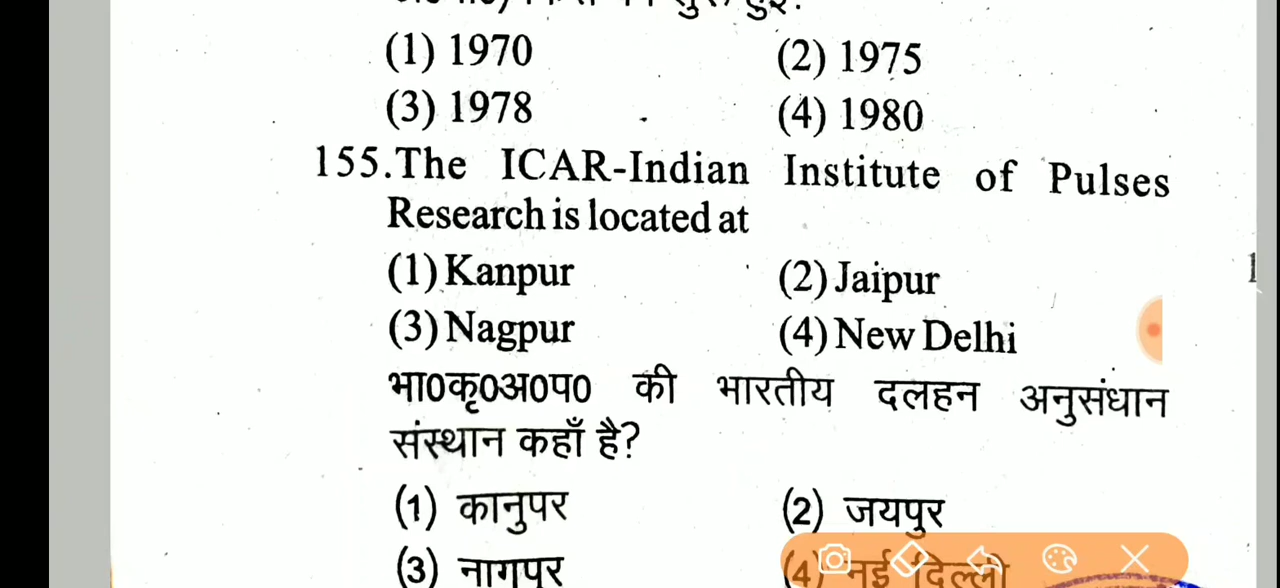 (1) 1970 (2) 1975
(3) 1978 (4) 1980
155.The ICAR-Indian Institute of Pulses
Research is located at
(1) Kanpur (2) Jaipur
(3) Nagpur (4) New Delhi
भा0कृ0अ0प0 की भारतीय दलहन अनुसंधान
संस्थान कहाँ है?
(1) कानुपर (2) जयपुर
(3) नागपुर (4) नई दिल्ली